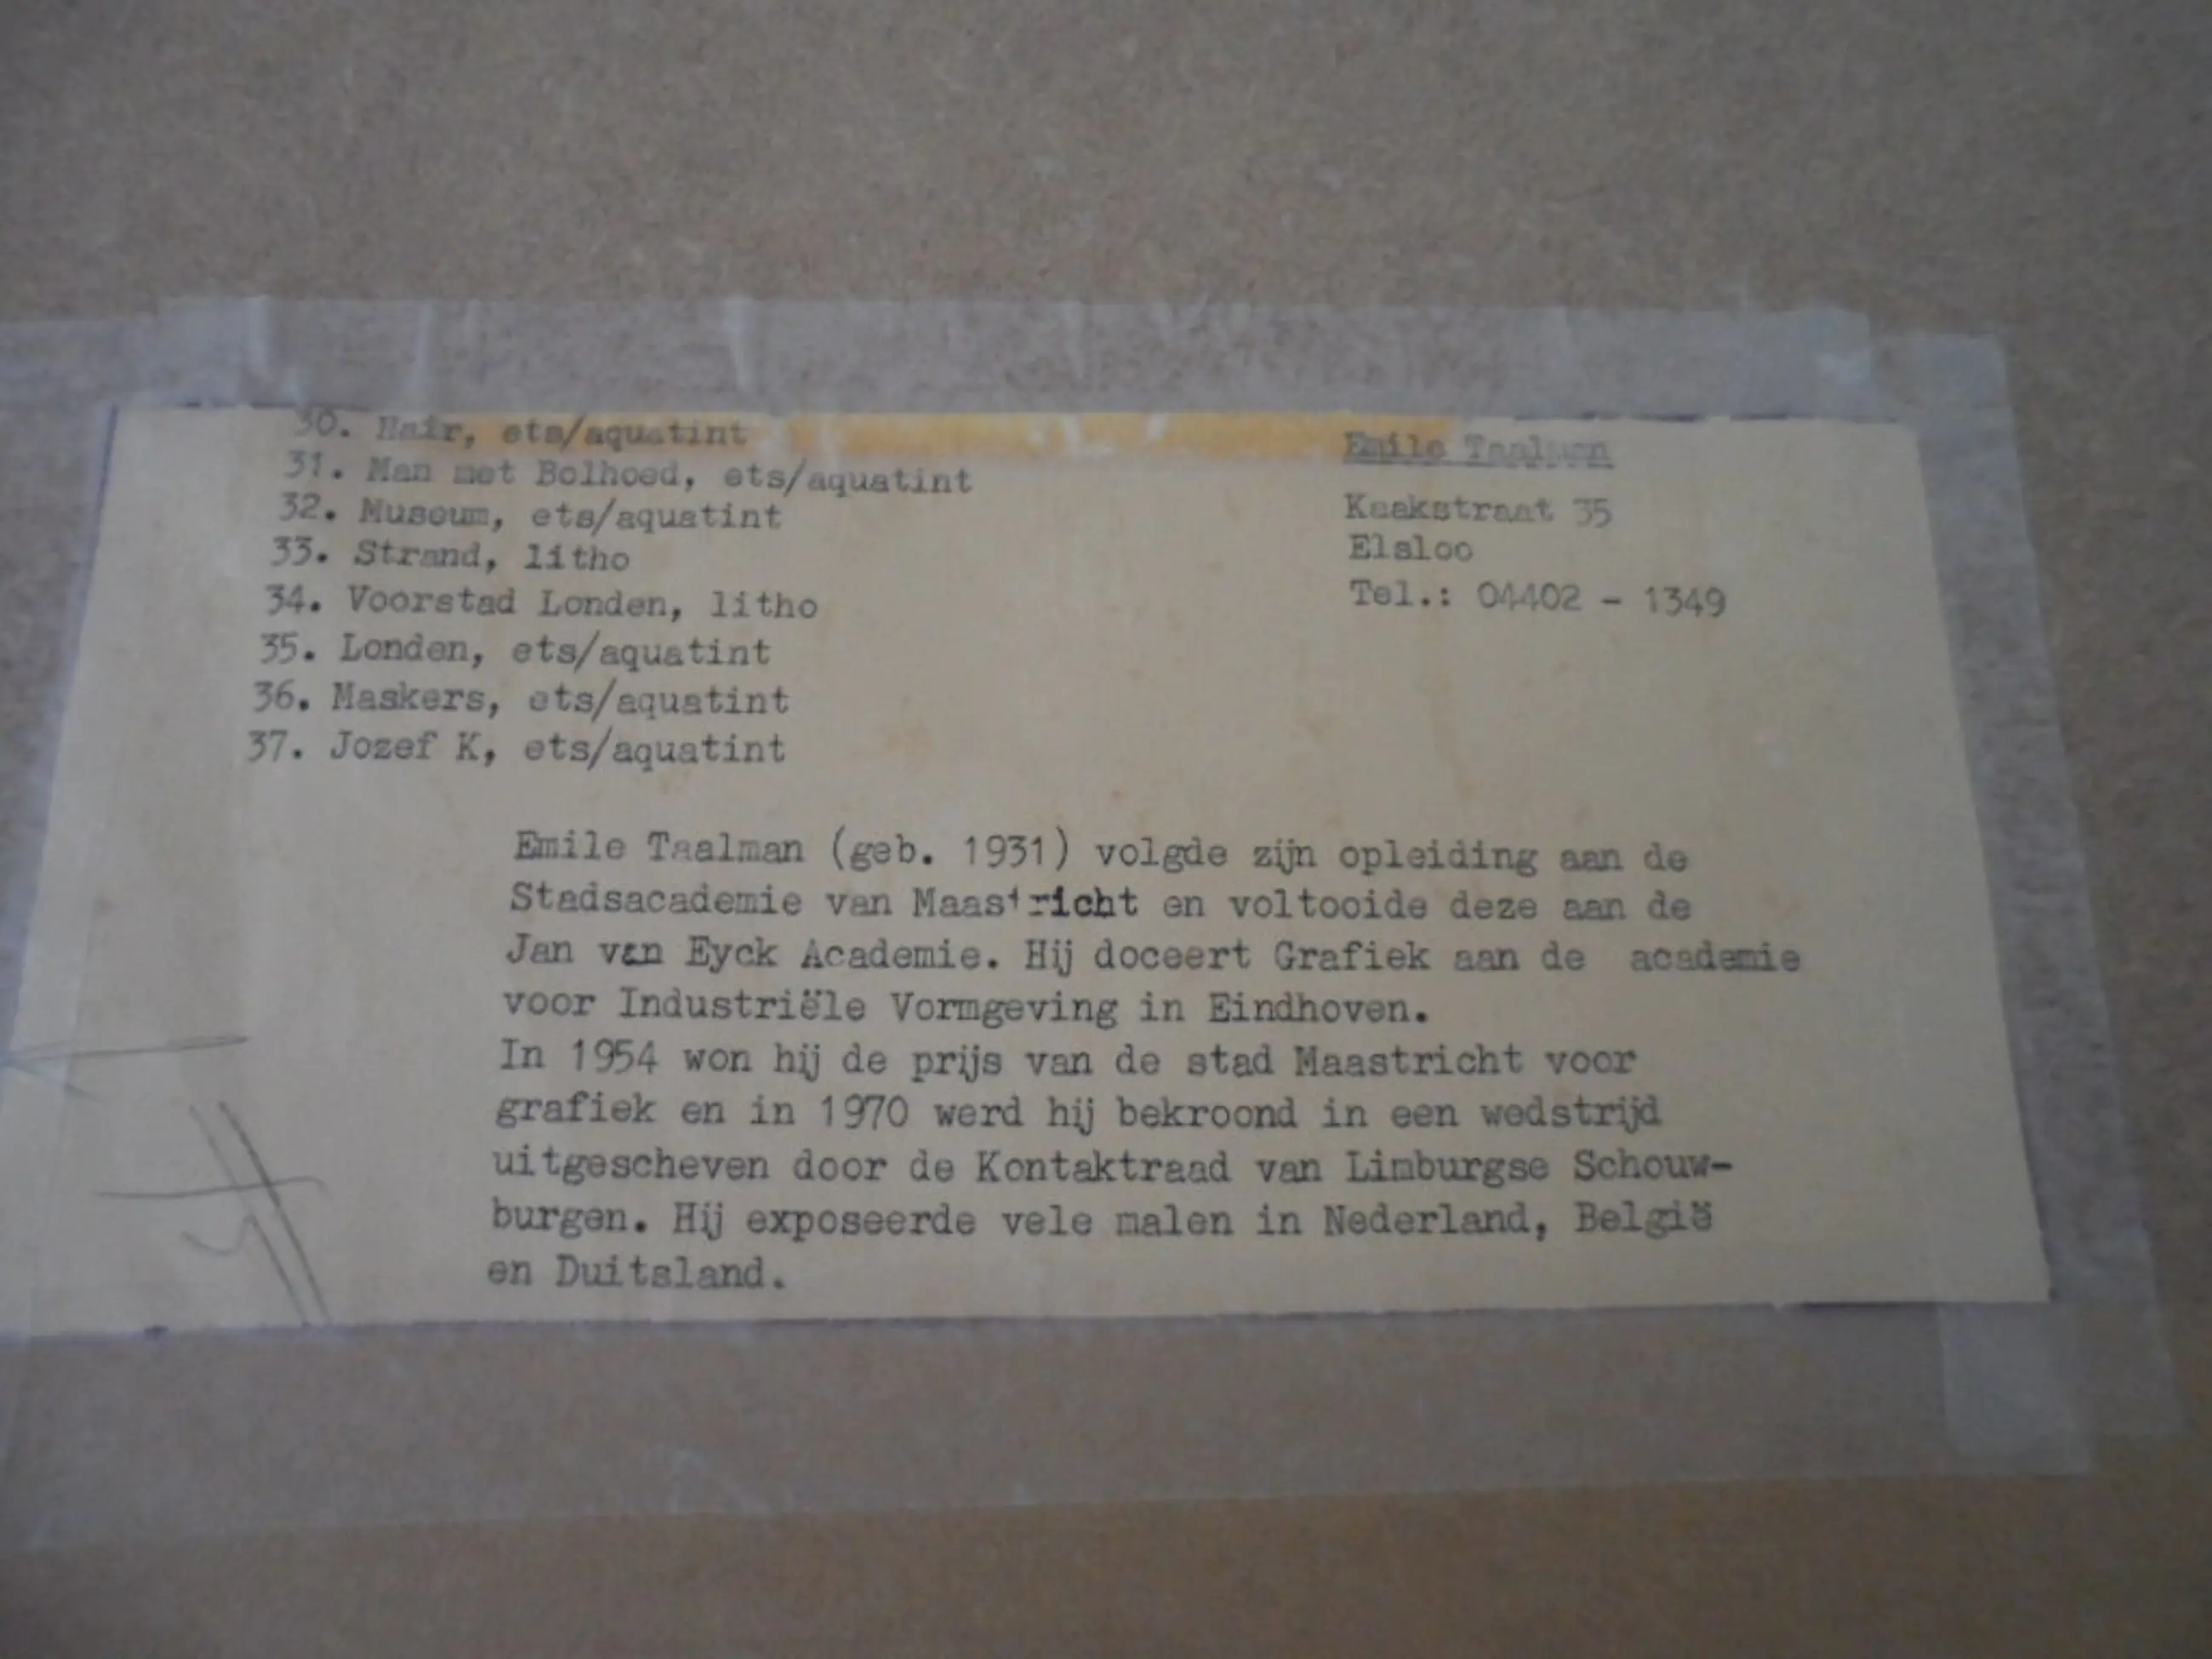 30. Hair, ets/aquatint
31. Man met Bolhoed, ets/aquatint
32. Museum, ets/aquatint
33. Strand, litho
34. Voorstad Londen, litho
35. Londen, ets/aquatint
36. Maskers, ets/aquatint
37. Jozef K, ets/aquatint
Emile Taalman
Kaakstraat 35
Elsloo
Tel.: 04402 - 1349
Emile Taalman (geb. 1931) volgde zijn opleiding aan de
Stadsacademie van Maastricht en voltooide deze aan de
Jan van Eyck Academie. Hij doceert Grafiek aan de academie
voor Industriële Vormgeving in Eindhoven.
In 1954 won hij de prijs van de stad Maastricht voor
grafiek en in 1970 werd hij bekroond in een wedstrijd
uitgescheven door de Kontaktraad van Limburgse Schouw-
burgen. Hij exposeerde vele malen in Nederland, België
en Duitsland.